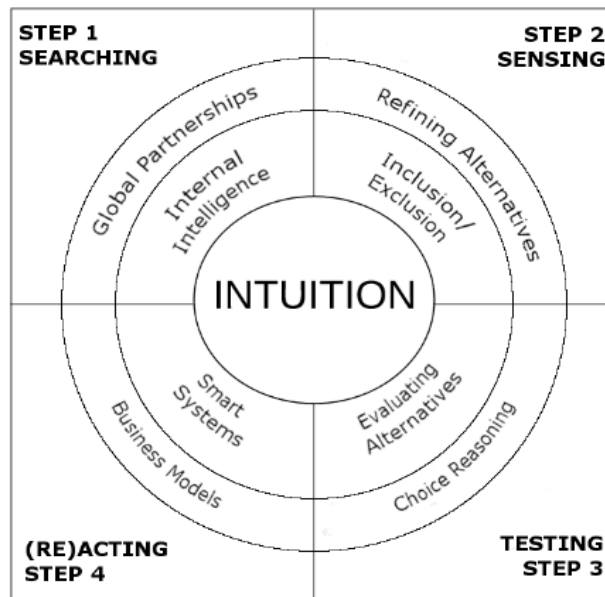 STEP 1
SEARCHING
STEP 2
SENSING
Global Partnerships
Refining Alternatives
Internal
Intelligence
Inclusion/
Exclusion
INTUITION
Smart
Systems
Evaluating
Alternatives
Business Models
Choice Reasoning
(RE)ACTING
STEP 4
TESTING
STEP 3